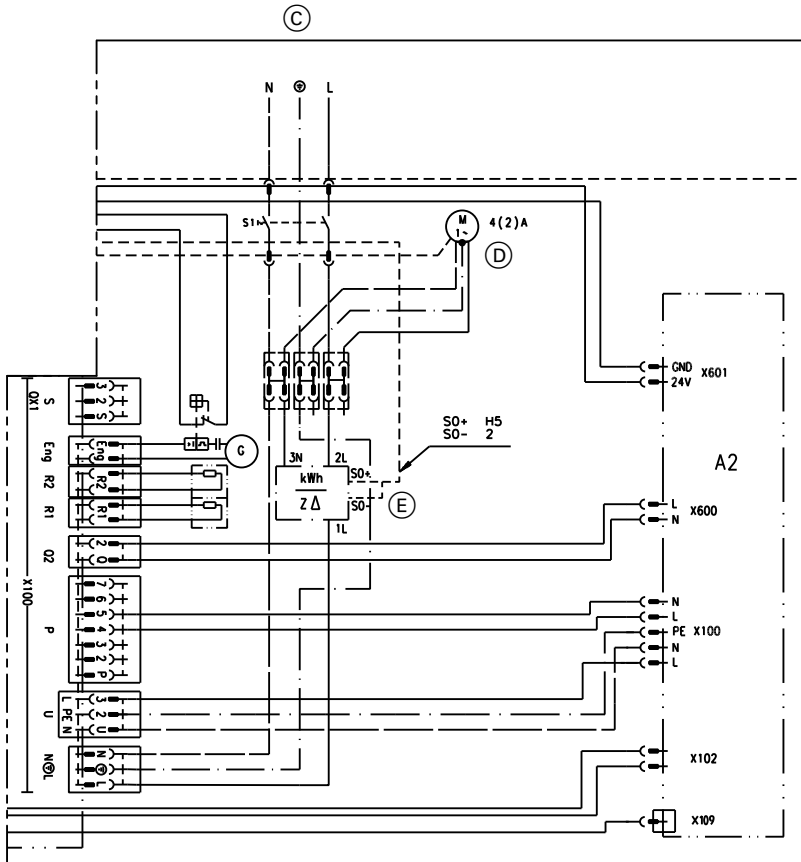 C
N L
S1
M
1~
4(2)A
D
GND X601
24V
S0+ H5
S0- 2
A2
QX1
S
3
2
S
Eng
Eng
G
R2
R2
R1
R1
3N 2L
kWh
Z Δ
S0+
S0-
1L
E
L
N
X600
Q2
2
Q
X100
P
7
6
5
4
3
2
P
N
L
PE X100
N
L
U
L PE N
3
2
U
N⏚L
N
⏚
L
X102
X109